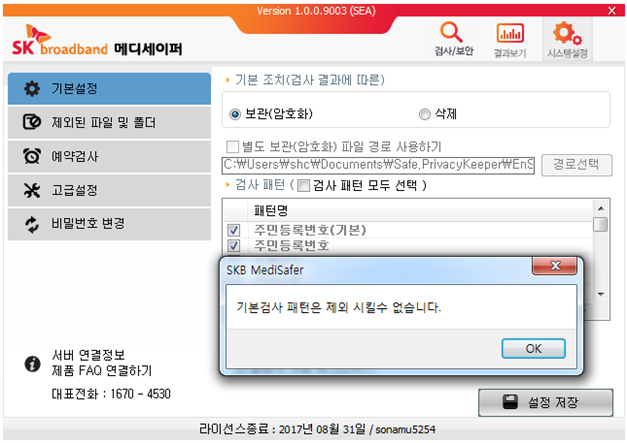 Version 1.0.0.9003 (SEA)
SK broadband 메디세이퍼
검사/보안
결과보기
시스템설정
기본설정
제외된 파일 및 폴더
예약검사
고급설정
비밀번호 변경
기본 조치(검사 결과에 따른)
보관(암호화)
삭제
별도 보관(암호화) 파일 경로 사용하기
C:₩Users₩shc₩Documents₩Safe.PrivacyKeeper₩EnS
경로선택
검사 패턴 ( 검사 패턴 모두 선택 )
패턴명
주민등록번호(기본)
주민등록번호
SKB MediSafer
기본검사 패턴은 제외 시킬수 없습니다.
OK
서버 연결정보
제품 FAQ 연결하기
대표전화 : 1670 - 4530
설정 저장
라이선스종료 : 2017년 08월 31일 / sonamu5254